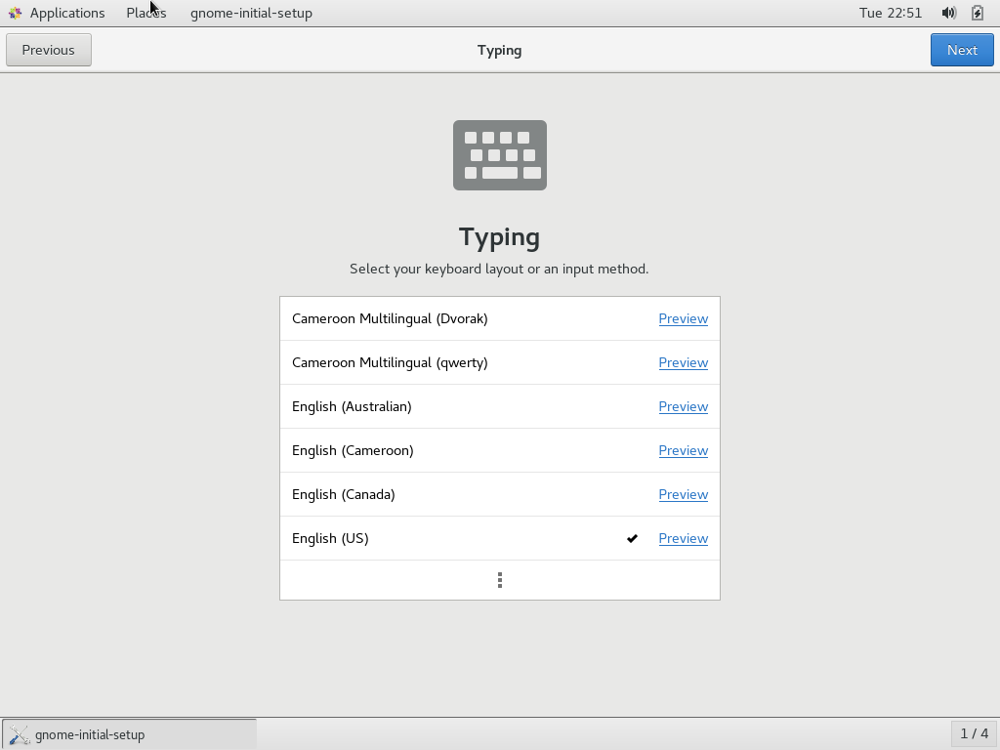 Applications Places gnome-initial-setup Tue 22:51
Previous Typing Next
Typing
Select your keyboard layout or an input method.
Cameroon Multilingual (Dvorak) Preview
Cameroon Multilingual (qwerty) Preview
English (Australian) Preview
English (Cameroon) Preview
English (Canada) Preview
English (US) Preview
gnome-initial-setup 1 / 4